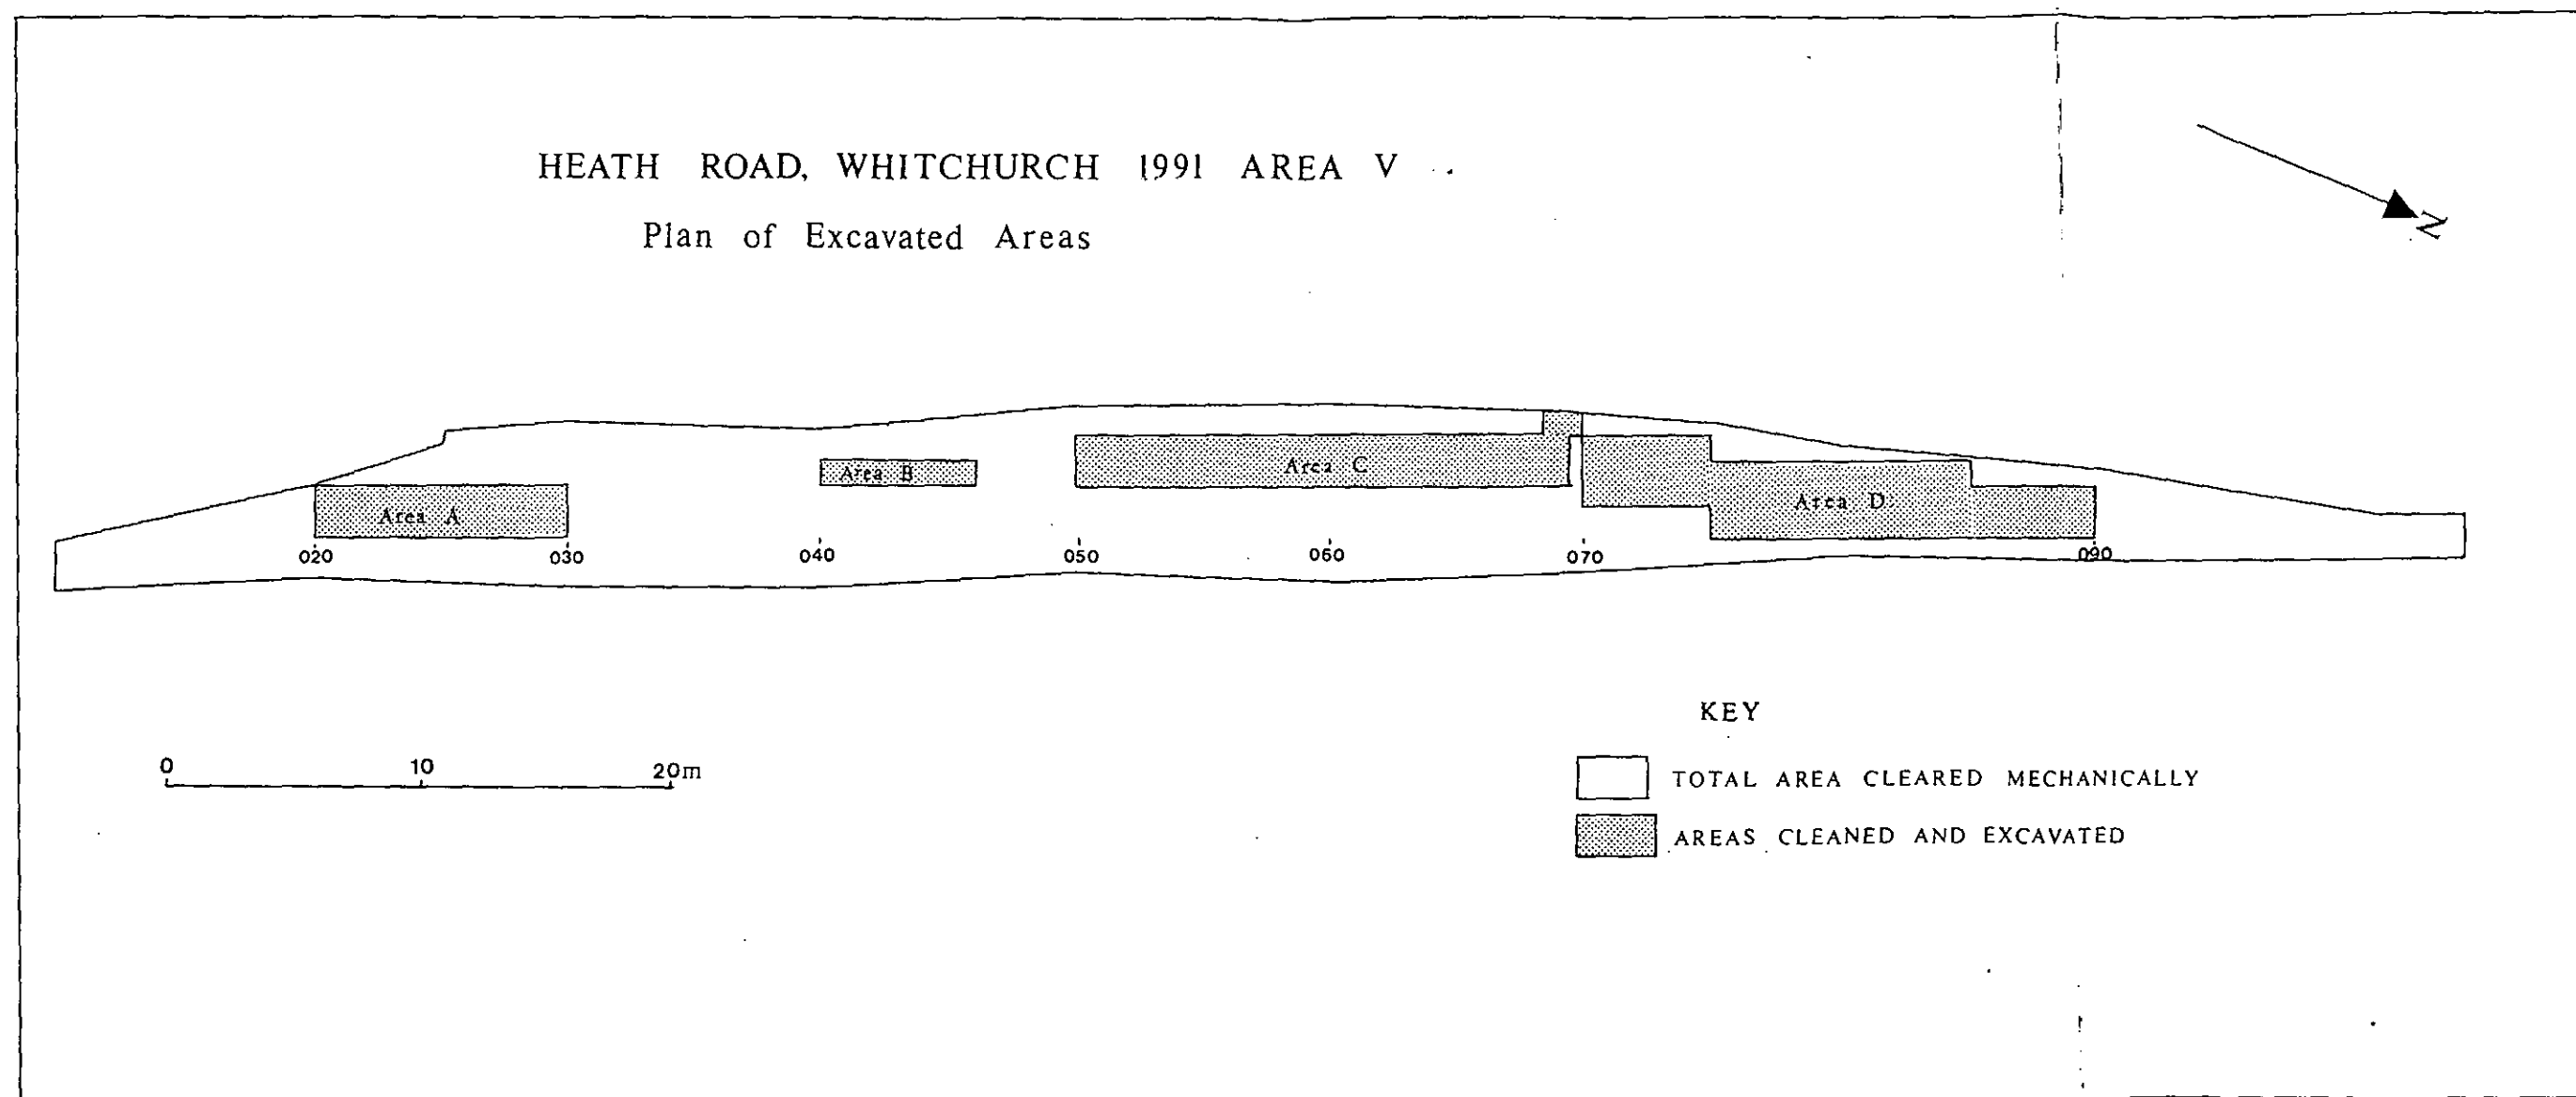 HEATH ROAD, WHITCHURCH 1991 AREA V
Plan of Excavated Areas
N
Area A
Area B
Area C
Area D
020 030 040 050 060 070 090
0 10 20m
KEY
TOTAL AREA CLEARED MECHANICALLY
AREAS CLEANED AND EXCAVATED